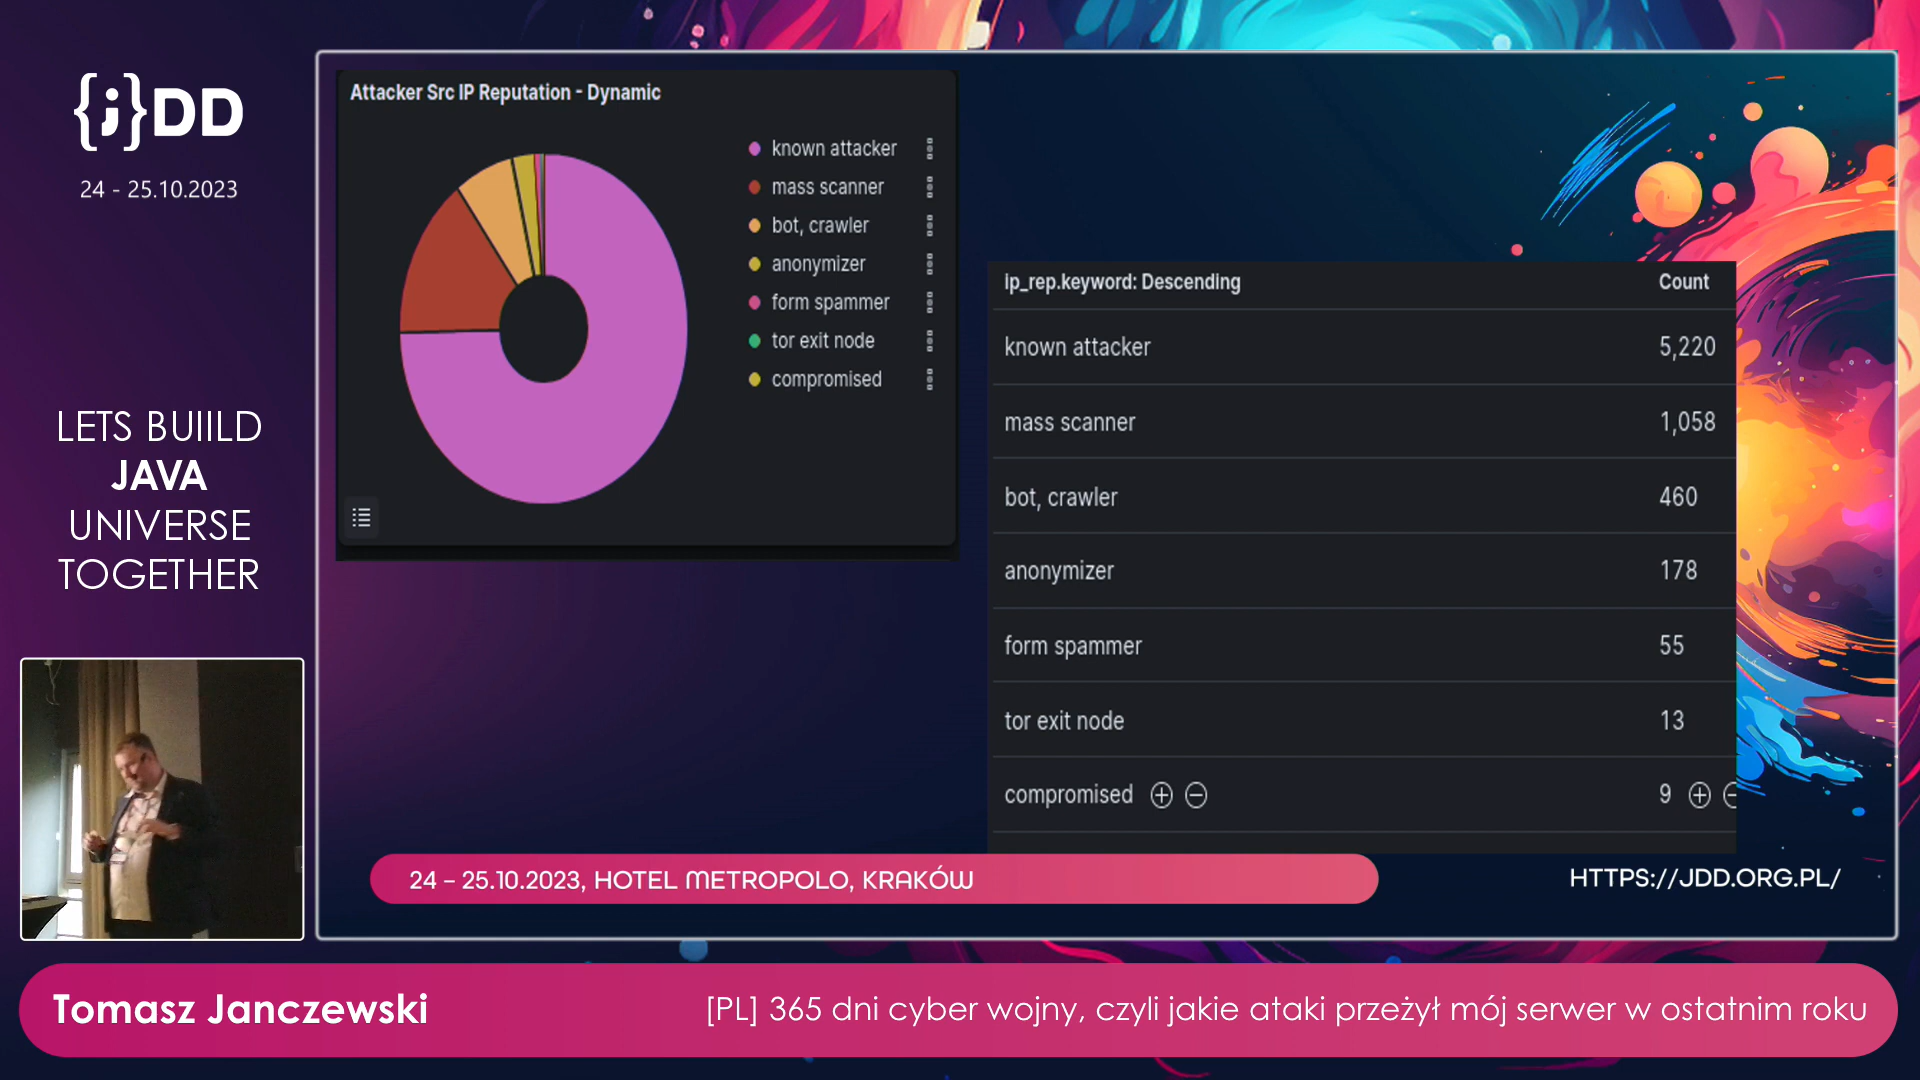 {j}DD
24 - 25.10.2023
LETS BUIILD
JAVA
UNIVERSE
TOGETHER
Attacker Src IP Reputation - Dynamic
known attacker
mass scanner
bot, crawler
anonymizer
form spammer
tor exit node
compromised
ip_rep.keyword: Descending Count
known attacker 5,220
mass scanner 1,058
bot, crawler 460
anonymizer 178
form spammer 55
tor exit node 13
compromised 9
24 – 25.10.2023, HOTEL METROPOLO, KRAKÓW
HTTPS://JDD.ORG.PL/
Tomasz Janczewski
[PL] 365 dni cyber wojny, czyli jakie ataki przeżył mój serwer w ostatnim roku